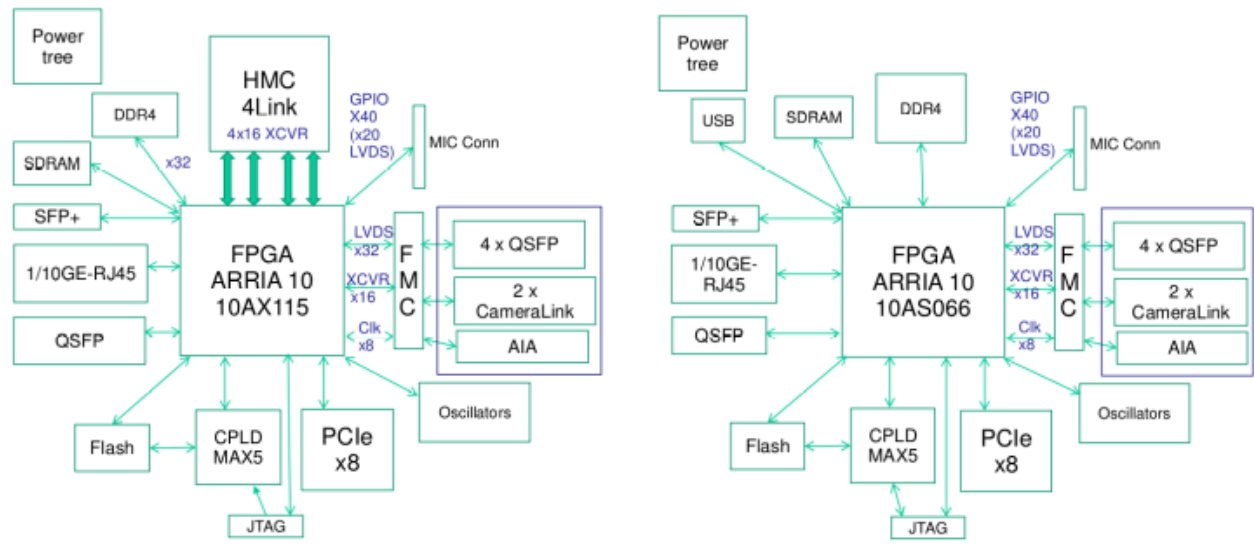 Power
tree
HMC
4Link
4x16 XCVR
DDR4
x32
GPIO
X40
(x20
LVDS)
MIC Conn
SDRAM
SFP+
1/10GE-RJ45
QSFP
FPGA
ARRIA 10
10AX115
LVDS
x32
XCVR
x16
Clk
x8
F
M
C
4 x QSFP
2 x
CameraLink
AIA
Oscillators
Flash
CPLD
MAX5
PCIe
x8
JTAG
Power
tree
USB
SDRAM
DDR4
GPIO
X40
(x20
LVDS)
MIC Conn
SFP+
1/10GE-
RJ45
QSFP
FPGA
ARRIA 10
10AS066
LVDS
x32
XCVR
x16
Clk
x8
F
M
C
4 x QSFP
2 x
CameraLink
AIA
Oscillators
Flash
CPLD
MAX5
PCIe
x8
JTAG